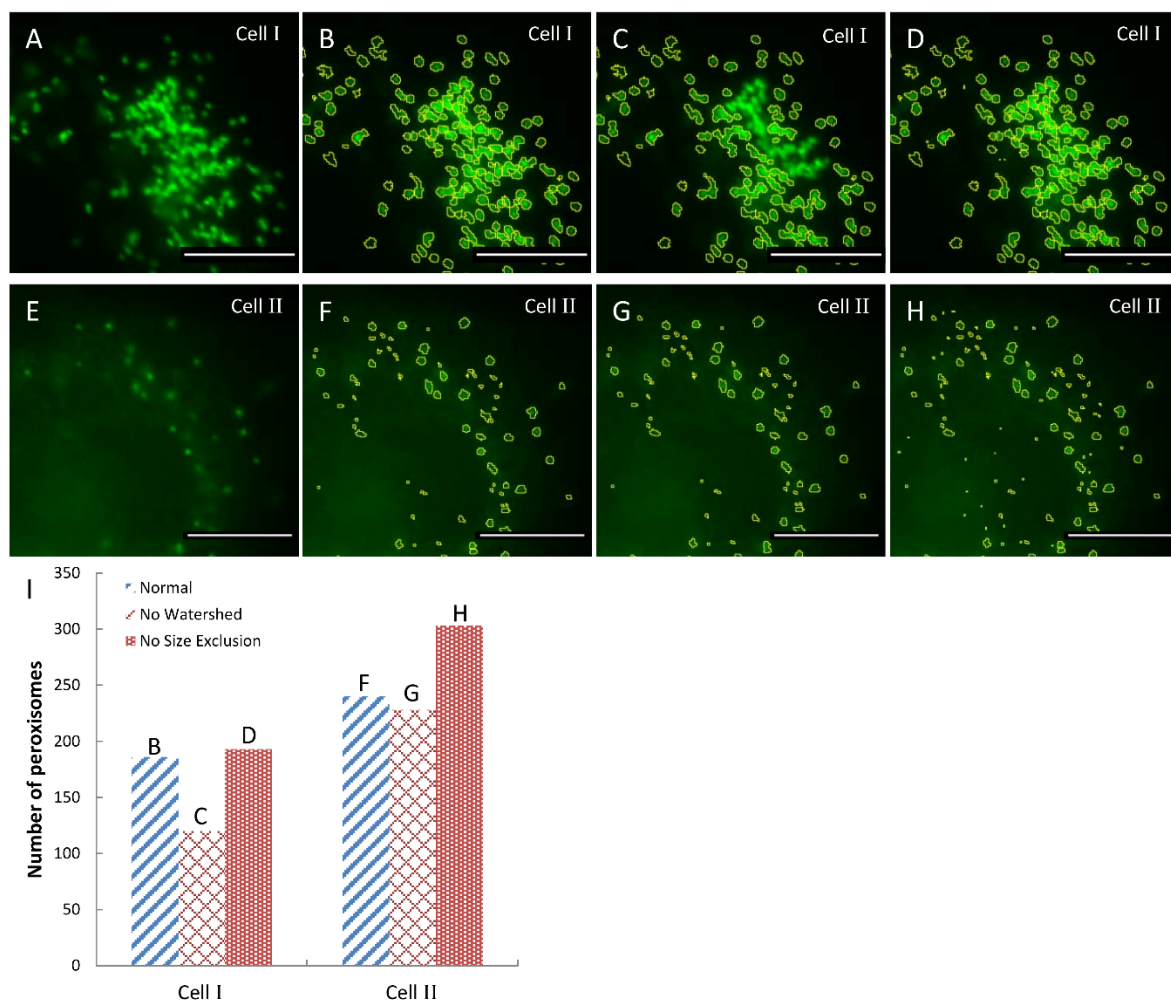 A Cell I
B Cell I
C Cell I
D Cell I
E Cell II
F Cell II
G Cell II
H Cell II
I
Number of peroxisomes
350
300
250
200
150
100
50
0
Normal
No Watershed
No Size Exclusion
B
C
D
F
G
H
Cell I
Cell II